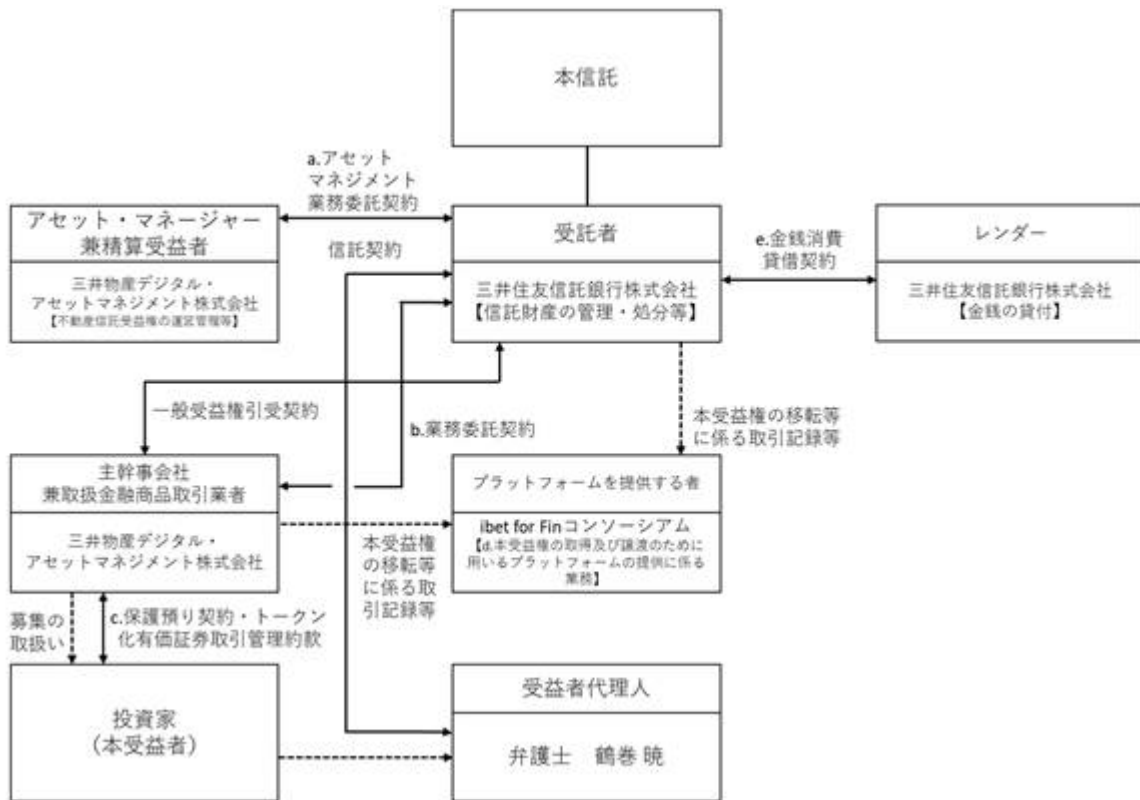 本信託
a.アセット
マネジメント
業務委託契約
アセット・マネージャー
兼精算受益者
三井物産デジタル・
アセットマネジメント株式会社
【不動産信託受益権の運営管理等】
信託契約
受託者
三井住友信託銀行株式会社
【信託財産の管理・処分等】
e.金銭消費
貸借契約
レンダー
三井住友信託銀行株式会社
【金銭の貸付】
一般受益権引受契約
b.業務委託契約
本受益権の移転等
に係る取引記録等
主幹事会社
兼取扱金融商品取引業者
三井物産デジタル・
アセットマネジメント株式会社
本受益権
の移転等
に係る取
引記録等
プラットフォームを提供する者
ibet for Finコンソーシアム
【d.本受益権の取得及び譲渡のために
用いるプラットフォームの提供に係る
業務】
募集の
取扱い
c.保護預り契約・トークン
化有価証券取引管理約款
投資家
（本受益者）
受益者代理人
弁護士　鶴巻 暁